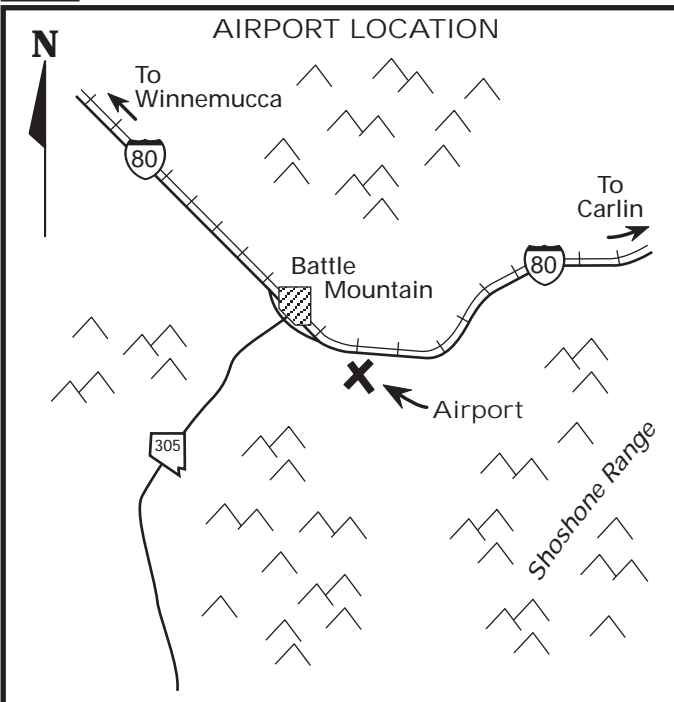 AIRPORT LOCATION
N
To
Winnemucca
80
To
Carlin
80
Battle
Mountain
Airport
305
Shoshone Range